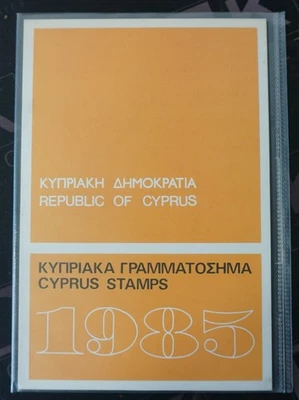 ΚΥΠΡΙΑΚΗ ΔΗΜΟΚΡΑΤΙΑ
REPUBLIC OF CYPRUS
ΚΥΠΡΙΑΚΑ ΓΡΑΜΜΑΤΟΣΗΜΑ
CYPRUS STAMPS
1985